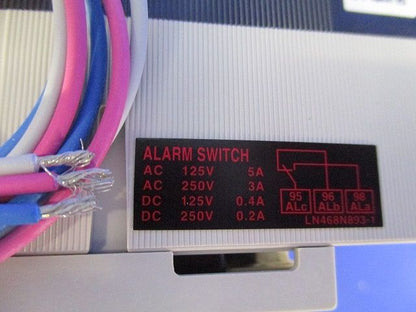 ALARM SWITCH
AC 125V 5A
AC 250V 3A
DC 125V 0.4A
DC 250V 0.2A
95 96 98
ALc ALb ALa
LN468N893-1